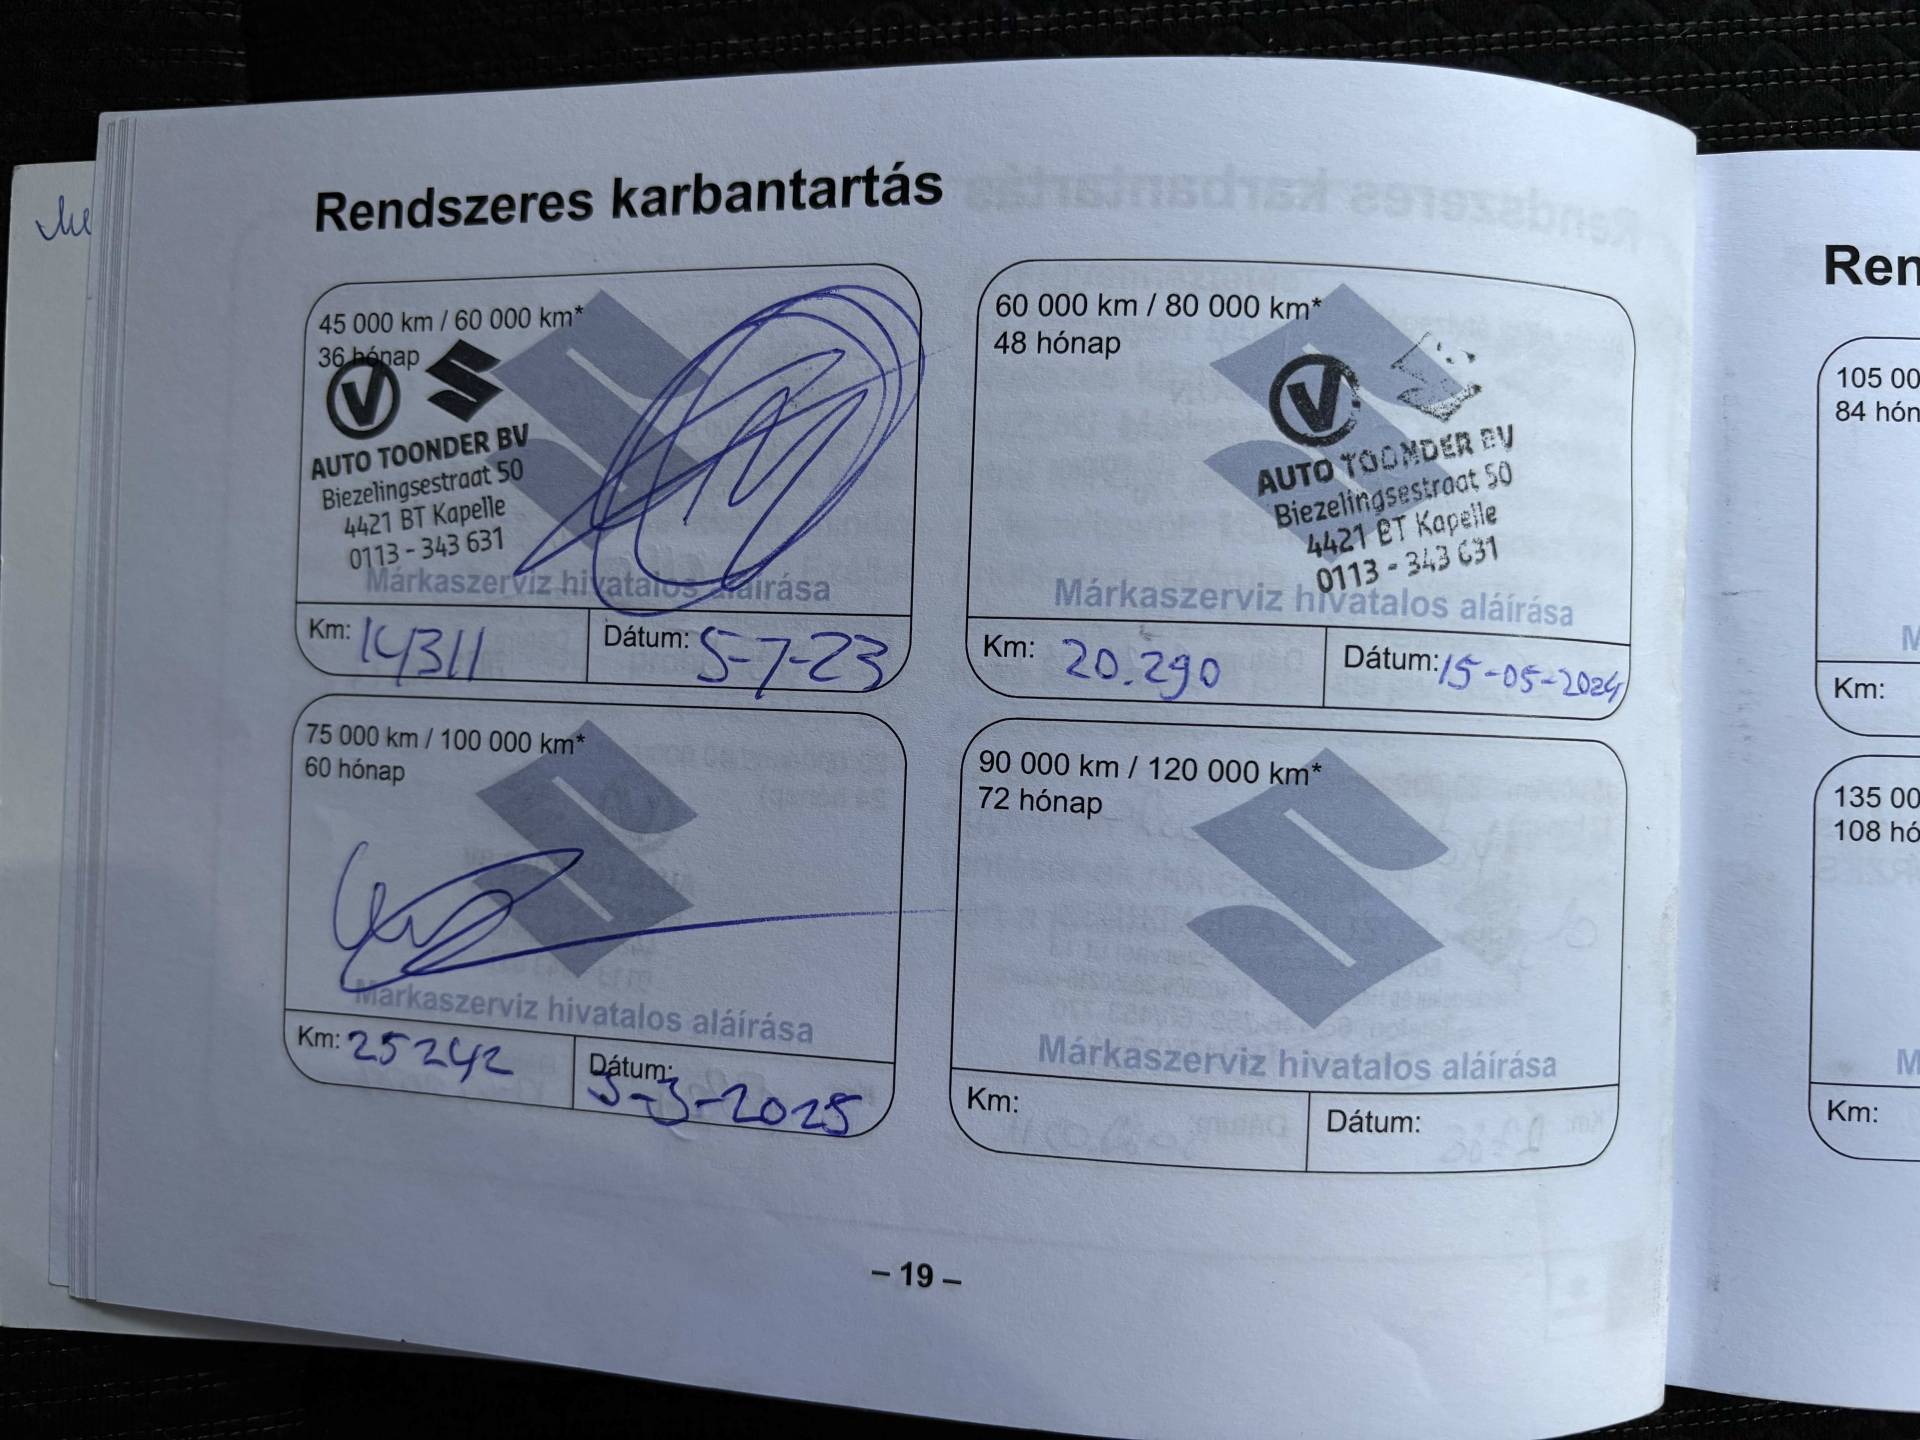 Rendszeres karbantartás
45 000 km / 60 000 km*
36 hónap
AUTO TOONDER BV
Biezelingsestraat 50
4421 BT Kapelle
0113 - 343 631
Márkaszerviz hivatalos aláírása
Km: 14311
Dátum: 5-7-23
60 000 km / 80 000 km*
48 hónap
AUTO TOONDER BV
Biezelingsestraat 50
4421 BT Kapelle
0113 - 343 631
Márkaszerviz hivatalos aláírása
Km: 20.290
Dátum: 15-05-2024
75 000 km / 100 000 km*
60 hónap
Márkaszerviz hivatalos aláírása
Km: 25242
Dátum: 3-3-2025
90 000 km / 120 000 km*
72 hónap
Márkaszerviz hivatalos aláírása
Km:
Dátum:
– 19 –
Ren
105 00
84 hón
M
Km:
135 00
108 hó
M
Km: